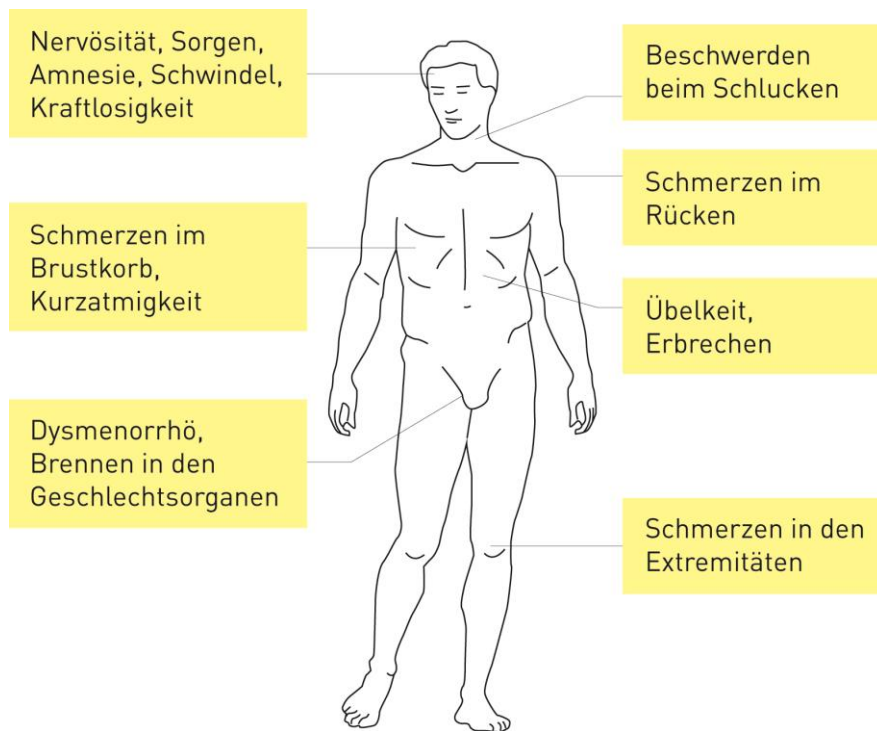 Nervösität, Sorgen,
Amnesie, Schwindel,
Kraftlosigkeit
Beschwerden
beim Schlucken
Schmerzen im
Rücken
Schmerzen im
Brustkorb,
Kurzatmigkeit
Übelkeit,
Erbrechen
Dysmenorrhö,
Brennen in den
Geschlechtsorganen
Schmerzen in den
Extremitäten